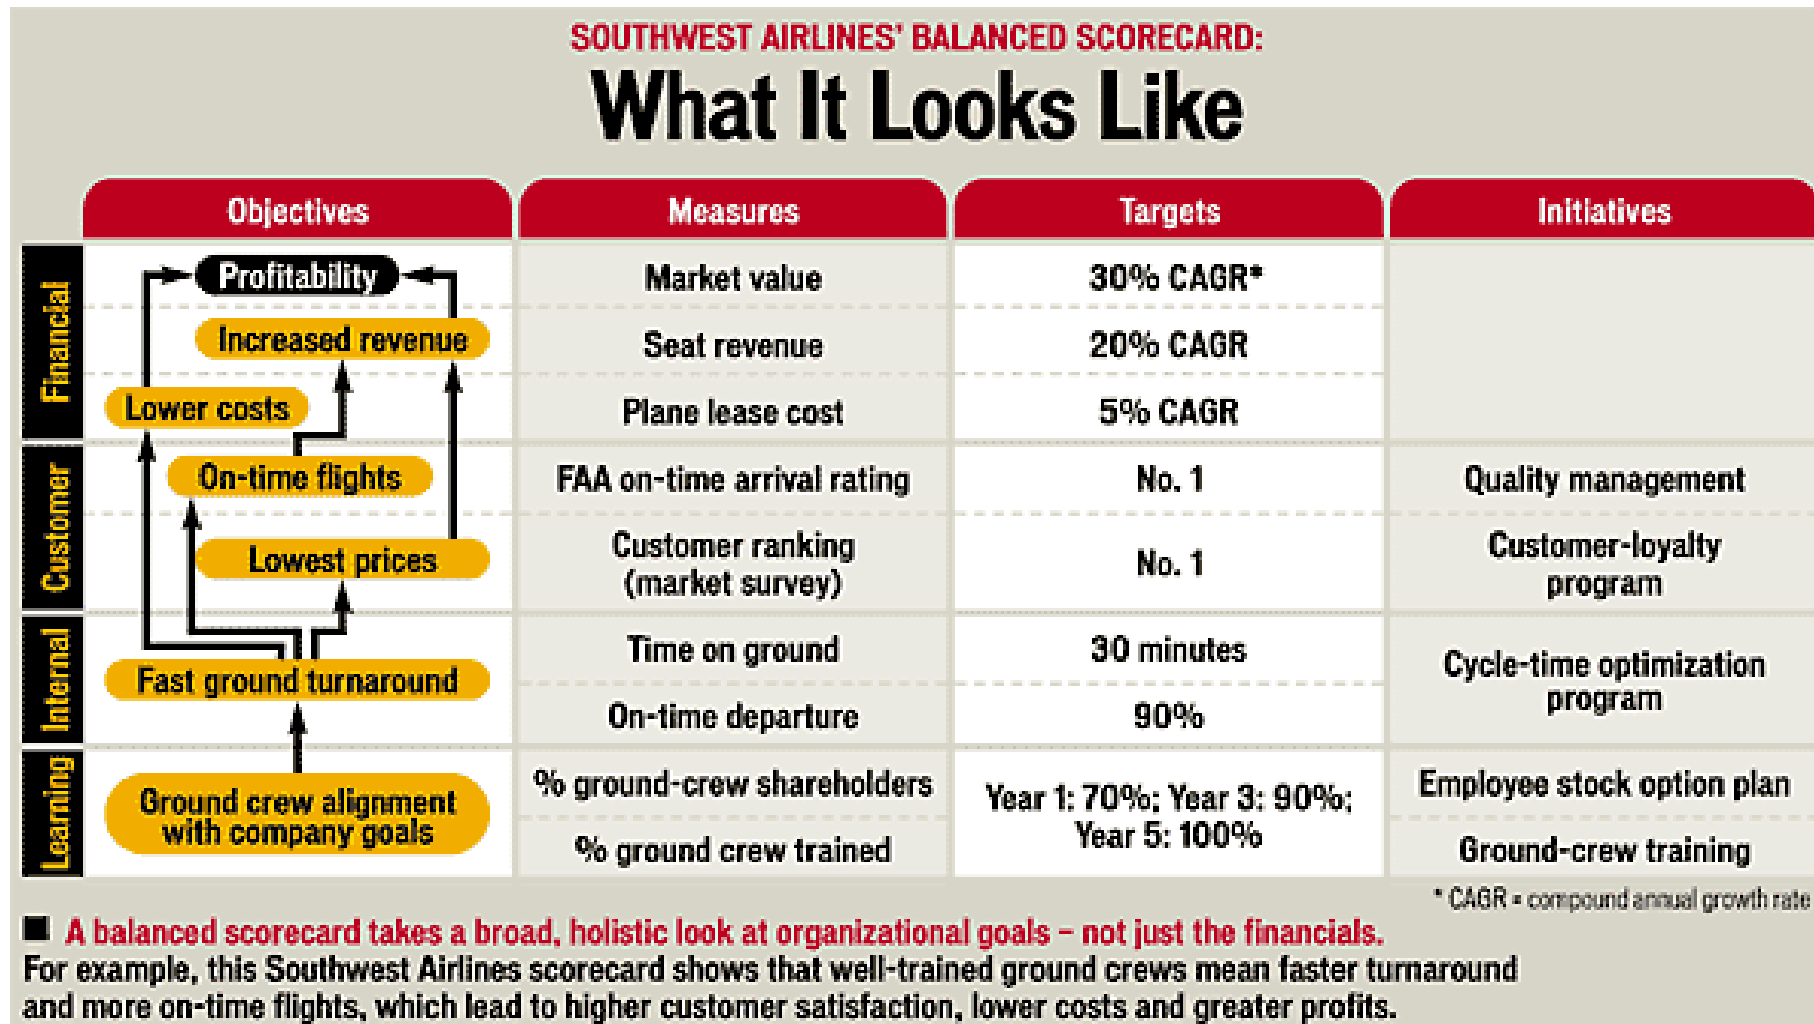 SOUTHWEST AIRLINES' BALANCED SCORECARD:
What It Looks Like
Objectives
Measures
Targets
Initiatives
Financial
Profitability
Market value
30% CAGR*
Increased revenue
Seat revenue
20% CAGR
Lower costs
Plane lease cost
5% CAGR
Customer
On-time flights
FAA on-time arrival rating
No. 1
Quality management
Lowest prices
Customer ranking
(market survey)
No. 1
Customer-loyalty
program
Internal
Fast ground turnaround
Time on ground
30 minutes
On-time departure
90%
Cycle-time optimization
program
Learning
Ground crew alignment
with company goals
% ground-crew shareholders
% ground crew trained
Year 1: 70%; Year 3: 90%;
Year 5: 100%
Employee stock option plan
Ground-crew training
* CAGR = compound annual growth rate
A balanced scorecard takes a broad, holistic look at organizational goals – not just the financials.
For example, this Southwest Airlines scorecard shows that well-trained ground crews mean faster turnaround
and more on-time flights, which lead to higher customer satisfaction, lower costs and greater profits.